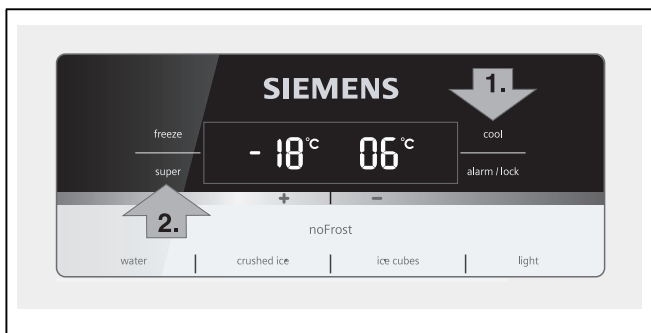 SIEMENS
1.
freeze
cool
-18°C 06°C
super
alarm / lock
+ −
2.
noFrost
water crushed ice ice cubes light